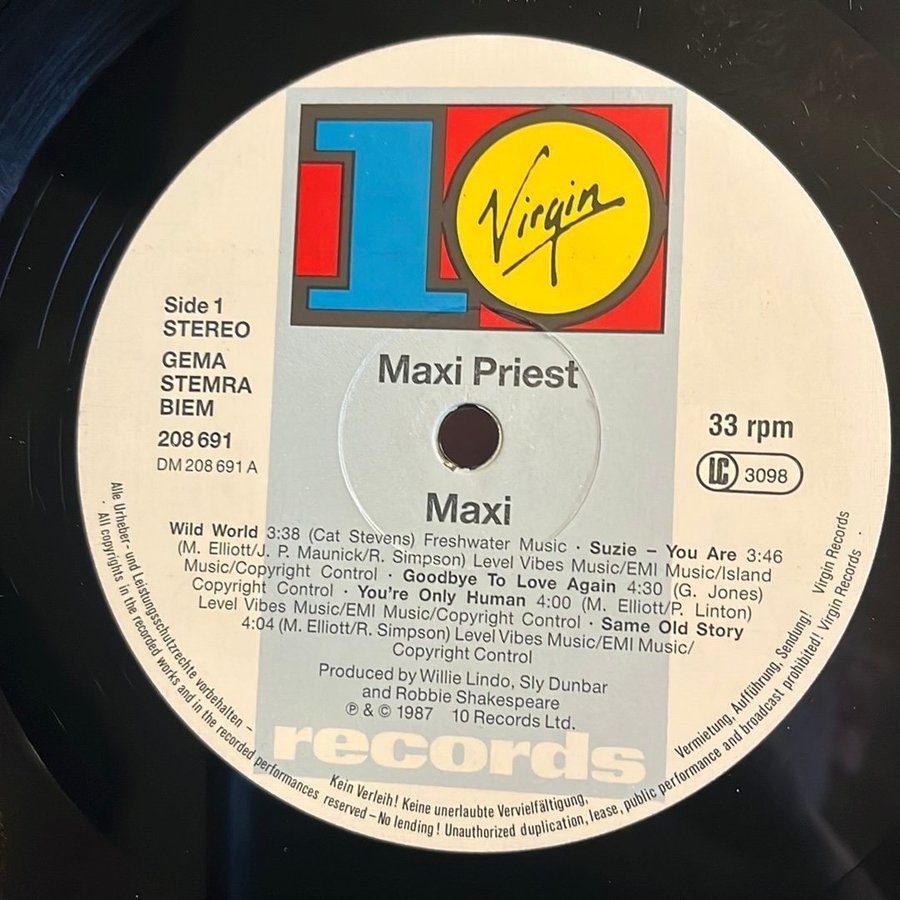 10
Virgin
Side 1
STEREO
GEMA
STEMRA
BIEM
208 691
DM 208 691 A
Maxi Priest
33 rpm
LC 3098
Maxi
Wild World 3:38 (Cat Stevens) Freshwater Music · Suzie – You Are 3:46
(M. Elliott/J. P. Maunick/R. Simpson) Level Vibes Music/EMI Music/Island
Music/Copyright Control · Goodbye To Love Again 4:30 (G. Jones)
Copyright Control · You're Only Human 4:00 (M. Elliott/P. Linton)
Level Vibes Music/EMI Music/Copyright Control · Same Old Story
4:04 (M. Elliott/R. Simpson) Level Vibes Music/EMI Music/
Copyright Control
Produced by Willie Lindo, Sly Dunbar
and Robbie Shakespeare
℗ & © 1987 10 Records Ltd.
records
Alle Urheber- und Leistungsschutzrechte vorbehalten – Kein Verleih! Keine unerlaubte Vervielfältigung, Vermietung, Aufführung, Sendung! Virgin Records
· All copyrights in the recorded works and in the recorded performances reserved – No lending! Unauthorized duplication, lease, public performance and broadcast prohibited! Virgin Records ·